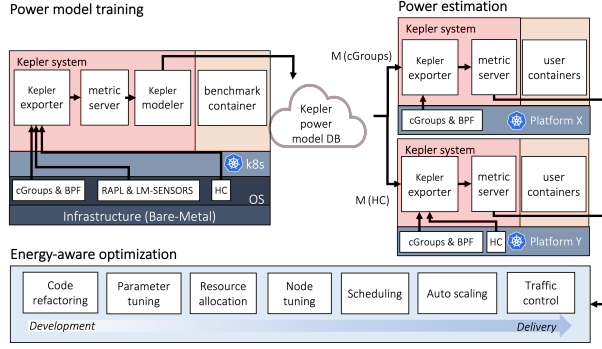 Power model training
Kepler system
Kepler
exporter
metric
server
Kepler
modeler
benchmark
container
k8s
cGroups & BPF
RAPL & LM-SENSORS
HC
OS
Infrastructure (Bare-Metal)
Kepler
power
model DB
Power estimation
M (cGroups)
Kepler system
Kepler
exporter
metric
server
user
containers
cGroups & BPF
Platform X
M (HC)
Kepler system
Kepler
exporter
metric
server
user
containers
cGroups & BPF
HC
Platform Y
Energy-aware optimization
Code
refactoring
Parameter
tuning
Resource
allocation
Node
tuning
Scheduling
Auto scaling
Traffic
control
Development
Delivery